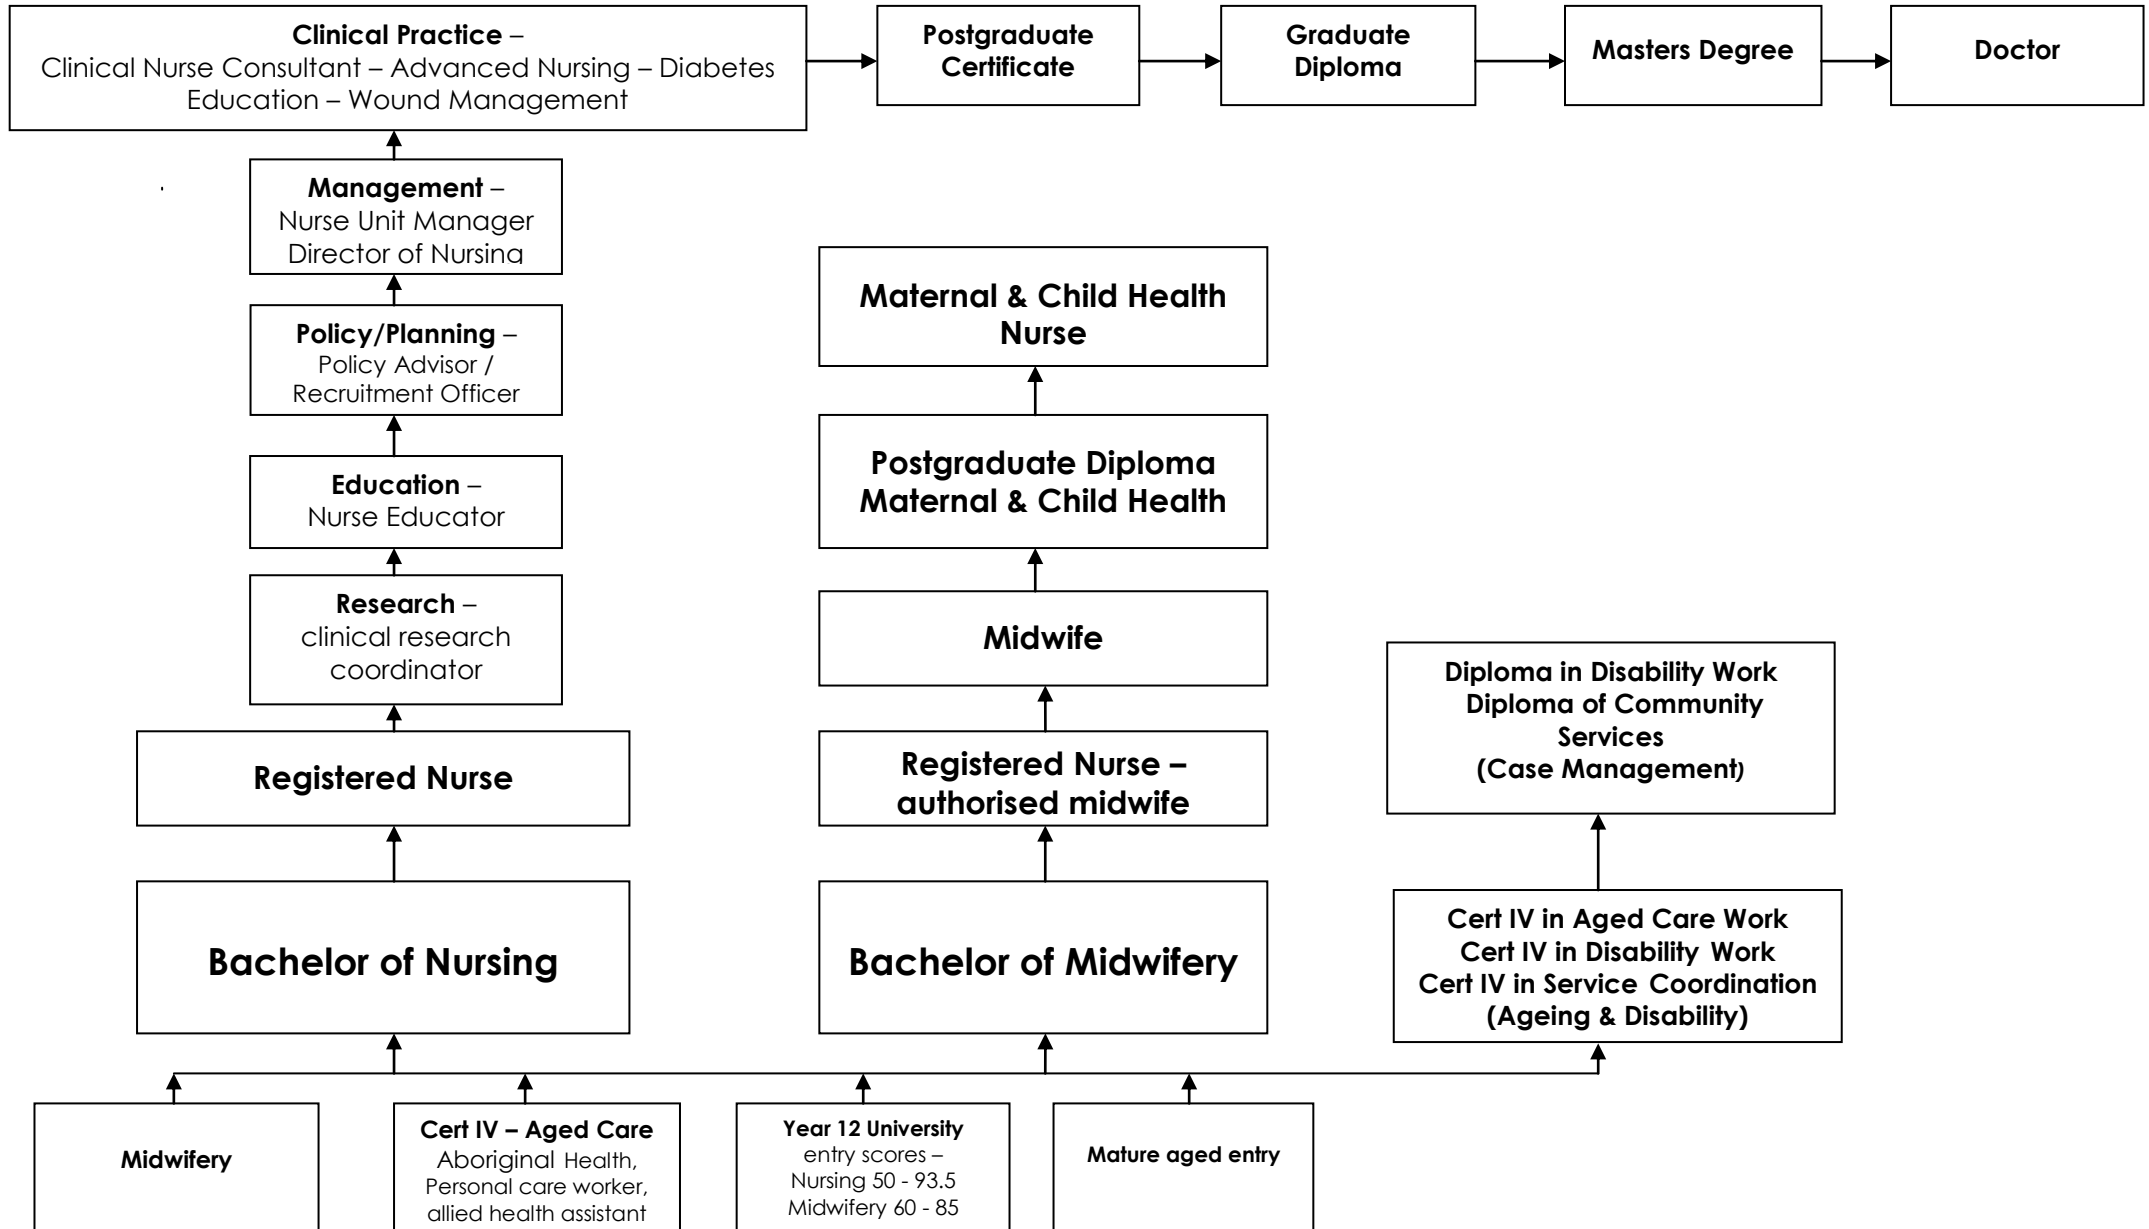 Clinical Practice –
Clinical Nurse Consultant – Advanced Nursing – Diabetes
Education – Wound Management
Postgraduate
Certificate
Graduate
Diploma
Masters Degree
Doctor
Management –
Nurse Unit Manager
Director of Nursing
Policy/Planning –
Policy Advisor /
Recruitment Officer
Education –
Nurse Educator
Research –
clinical research
coordinator
Registered Nurse
Bachelor of Nursing
Maternal & Child Health
Nurse
Postgraduate Diploma
Maternal & Child Health
Midwife
Registered Nurse –
authorised midwife
Bachelor of Midwifery
Diploma in Disability Work
Diploma of Community
Services
(Case Management)
Cert IV in Aged Care Work
Cert IV in Disability Work
Cert IV in Service Coordination
(Ageing & Disability)
Midwifery
Cert IV – Aged Care
Aboriginal Health,
Personal care worker,
allied health assistant
Year 12 University
entry scores –
Nursing 50 - 93.5
Midwifery 60 - 85
Mature aged entry